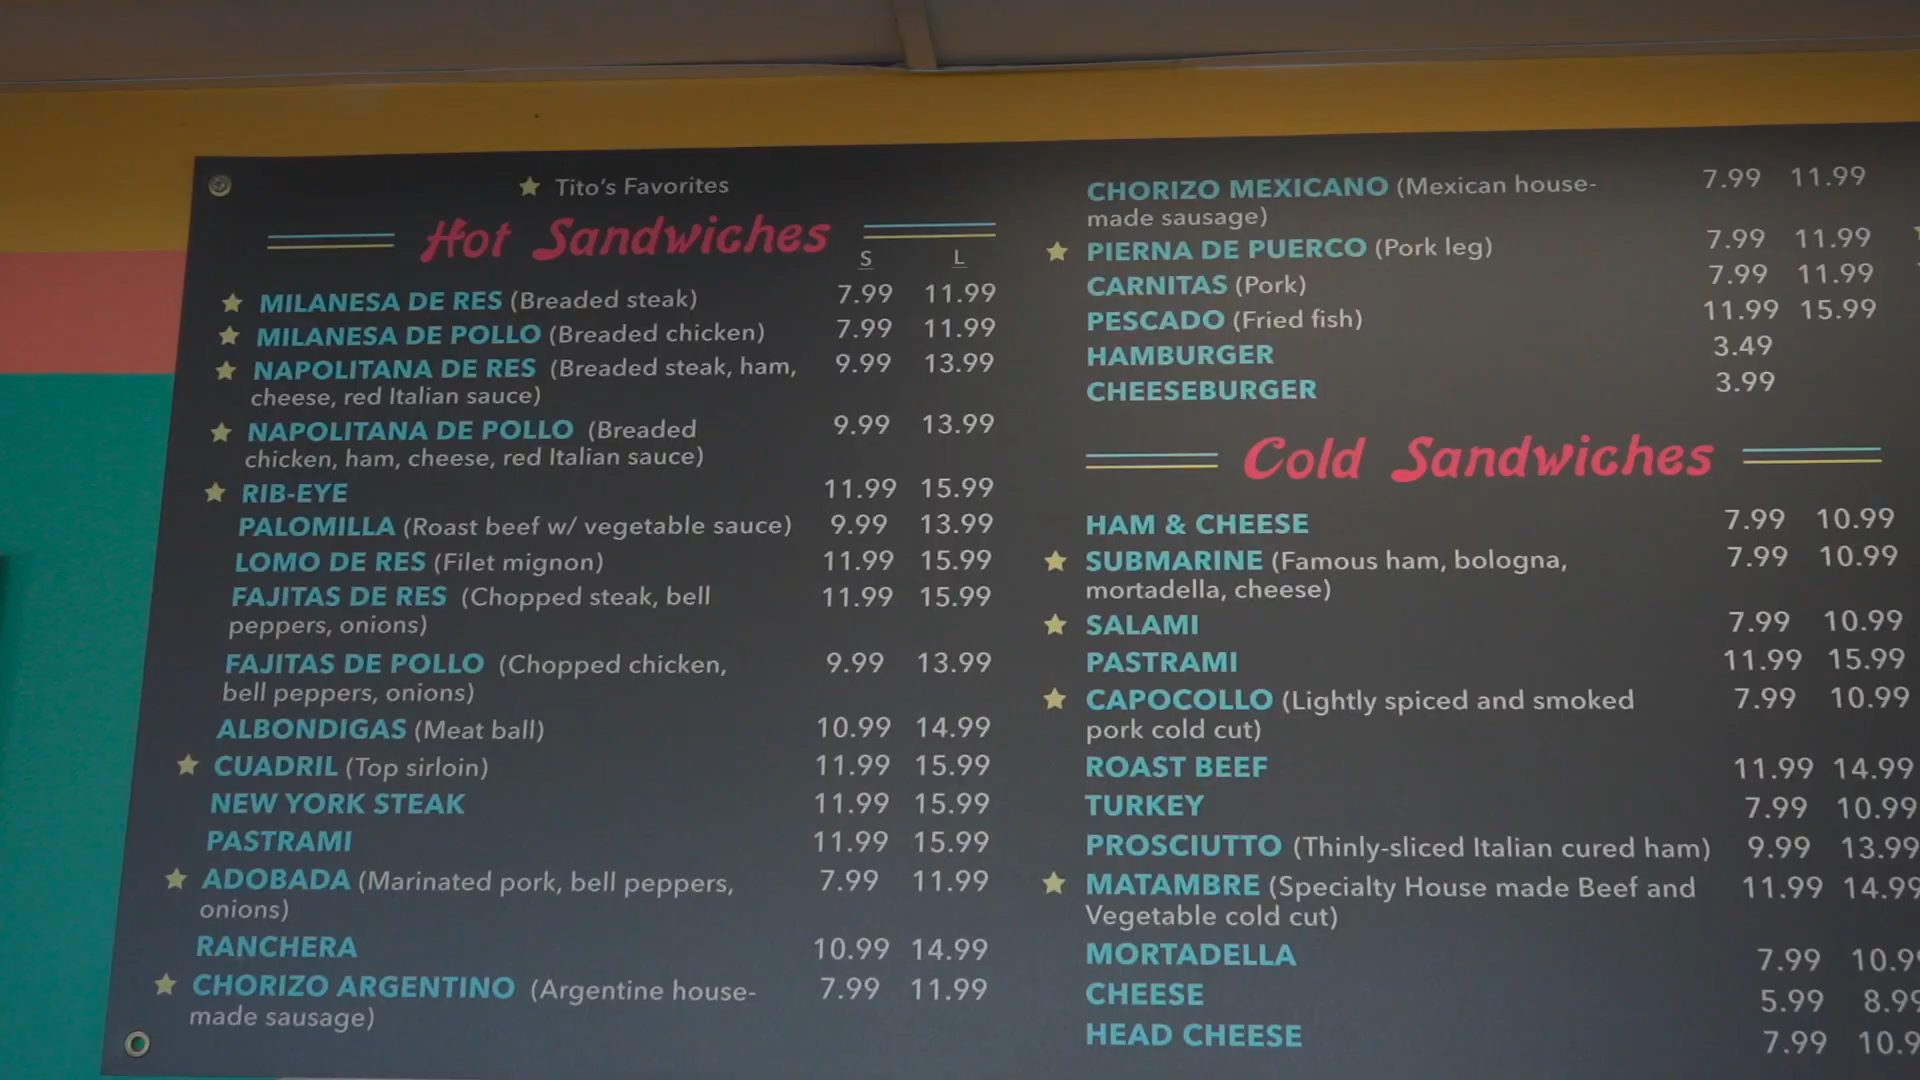 ★ Tito's Favorites
Hot Sandwiches
S L
★ MILANESA DE RES (Breaded steak) 7.99 11.99
★ MILANESA DE POLLO (Breaded chicken) 7.99 11.99
★ NAPOLITANA DE RES (Breaded steak, ham, 9.99 13.99
cheese, red Italian sauce)
★ NAPOLITANA DE POLLO (Breaded 9.99 13.99
chicken, ham, cheese, red Italian sauce)
★ RIB-EYE 11.99 15.99
PALOMILLA (Roast beef w/ vegetable sauce) 9.99 13.99
LOMO DE RES (Filet mignon) 11.99 15.99
FAJITAS DE RES (Chopped steak, bell 11.99 15.99
peppers, onions)
FAJITAS DE POLLO (Chopped chicken, 9.99 13.99
bell peppers, onions)
ALBONDIGAS (Meat ball) 10.99 14.99
★ CUADRIL (Top sirloin) 11.99 15.99
NEW YORK STEAK 11.99 15.99
PASTRAMI 11.99 15.99
★ ADOBADA (Marinated pork, bell peppers, 7.99 11.99
onions)
RANCHERA 10.99 14.99
★ CHORIZO ARGENTINO (Argentine house- 7.99 11.99
made sausage)
CHORIZO MEXICANO (Mexican house- 7.99 11.99
made sausage)
★ PIERNA DE PUERCO (Pork leg) 7.99 11.99
CARNITAS (Pork) 7.99 11.99
PESCADO (Fried fish) 11.99 15.99
HAMBURGER 3.49
CHEESEBURGER 3.99
Cold Sandwiches
HAM & CHEESE 7.99 10.99
★ SUBMARINE (Famous ham, bologna, 7.99 10.99
mortadella, cheese)
★ SALAMI 7.99 10.99
PASTRAMI 11.99 15.99
★ CAPOCOLLO (Lightly spiced and smoked 7.99 10.99
pork cold cut)
ROAST BEEF 11.99 14.99
TURKEY 7.99 10.99
PROSCIUTTO (Thinly-sliced Italian cured ham) 9.99 13.99
★ MATAMBRE (Specialty House made Beef and 11.99 14.99
Vegetable cold cut)
MORTADELLA 7.99 10.9
CHEESE 5.99 8.99
HEAD CHEESE 7.99 10.9